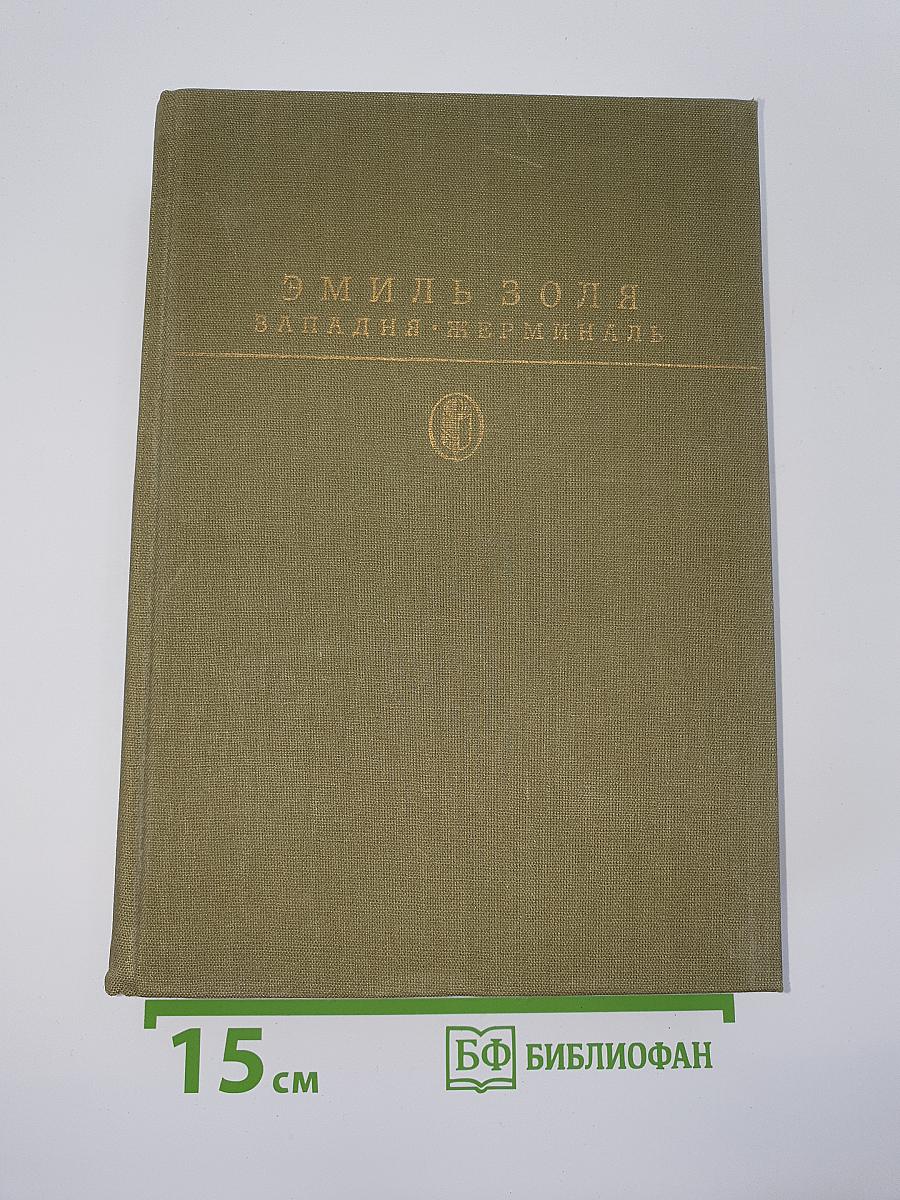 ЭМИЛЬ ЗОЛЯ
ЗАПАДНЯ · ЖЕРМИНАЛЬ
15 см
БФ БИБЛИОФАН